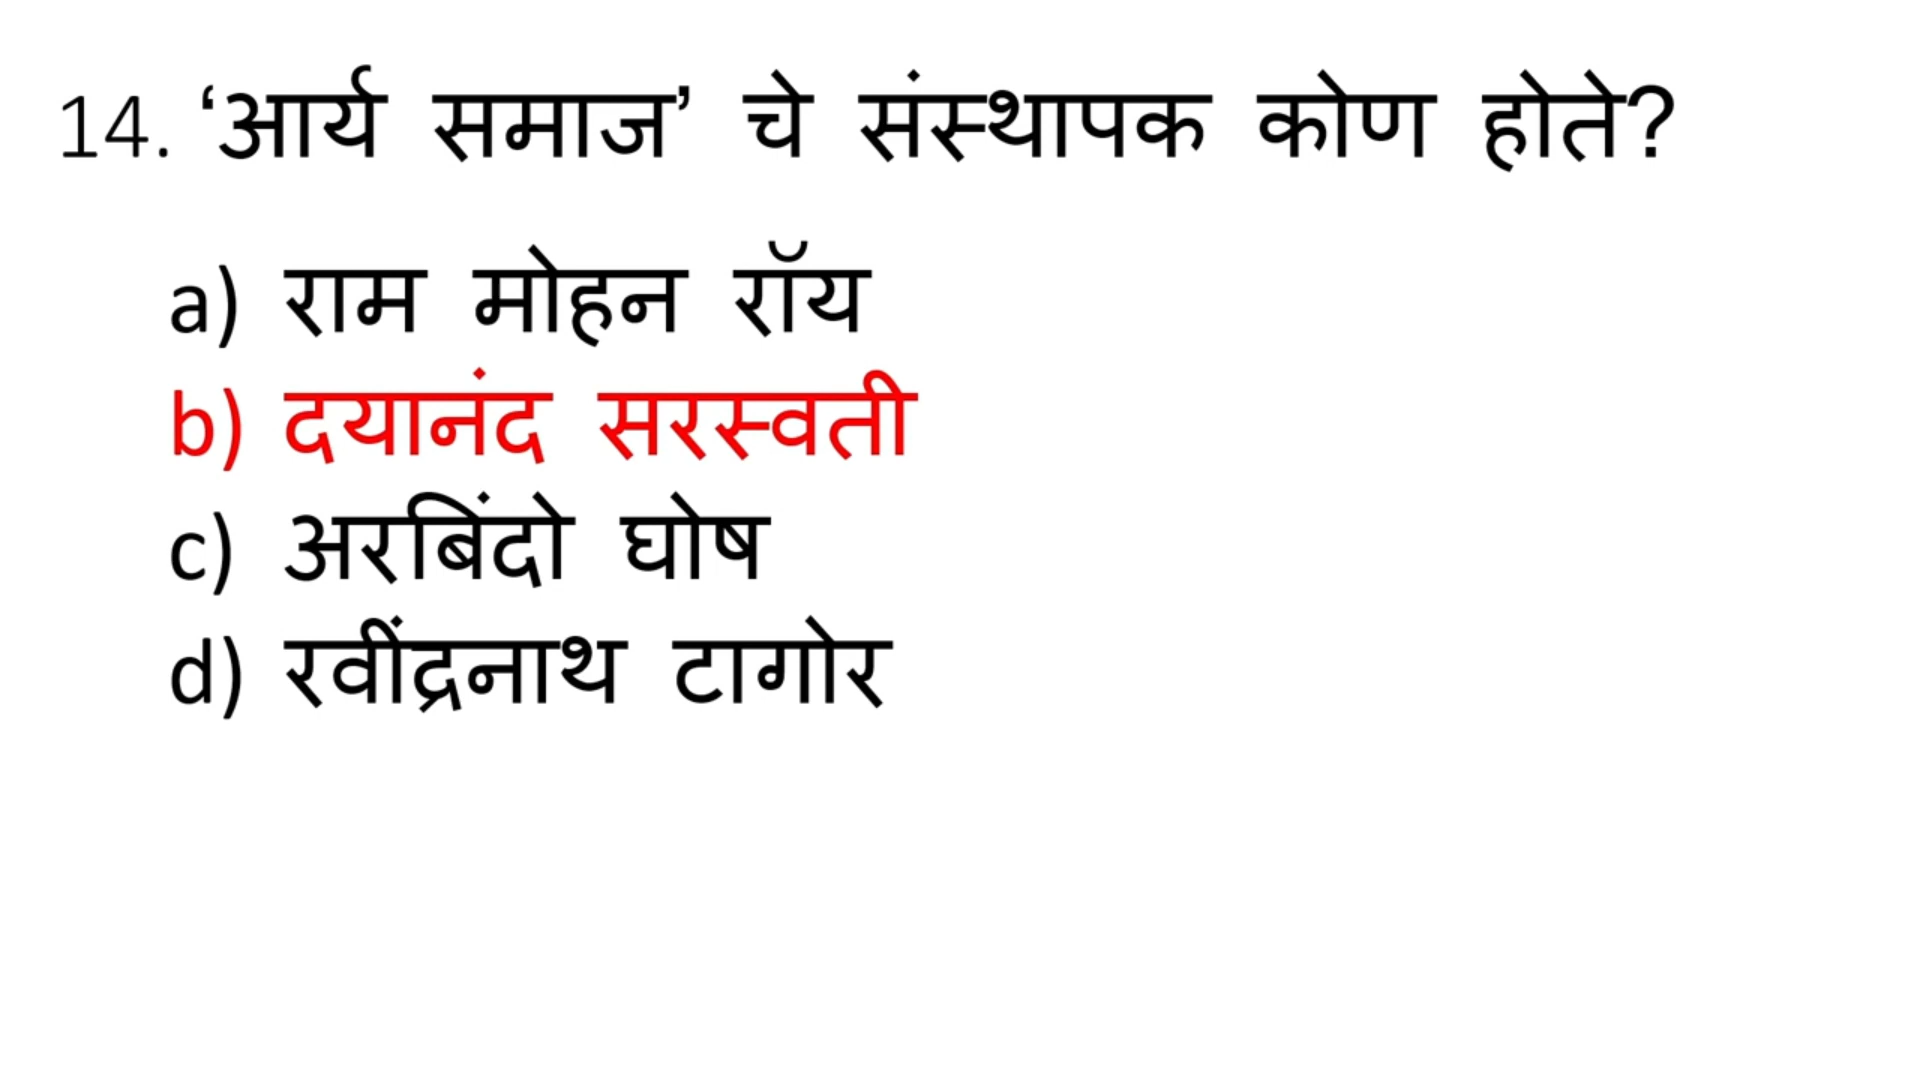 14. ‘आर्य समाज’ चे संस्थापक कोण होते?
a) राम मोहन रॉय
b) दयानंद सरस्वती
c) अरबिंदो घोष
d) रवींद्रनाथ टागोर